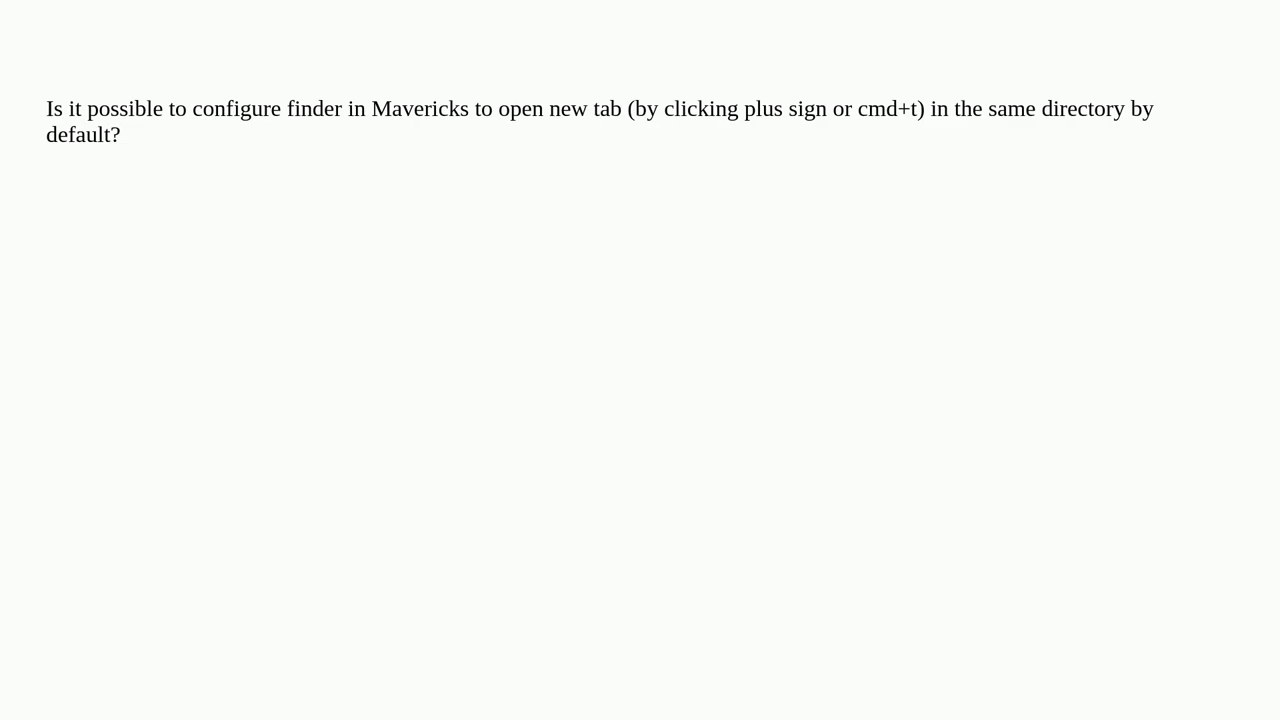 Is it possible to configure finder in Mavericks to open new tab (by clicking plus sign or cmd+t) in the same directory by
default?